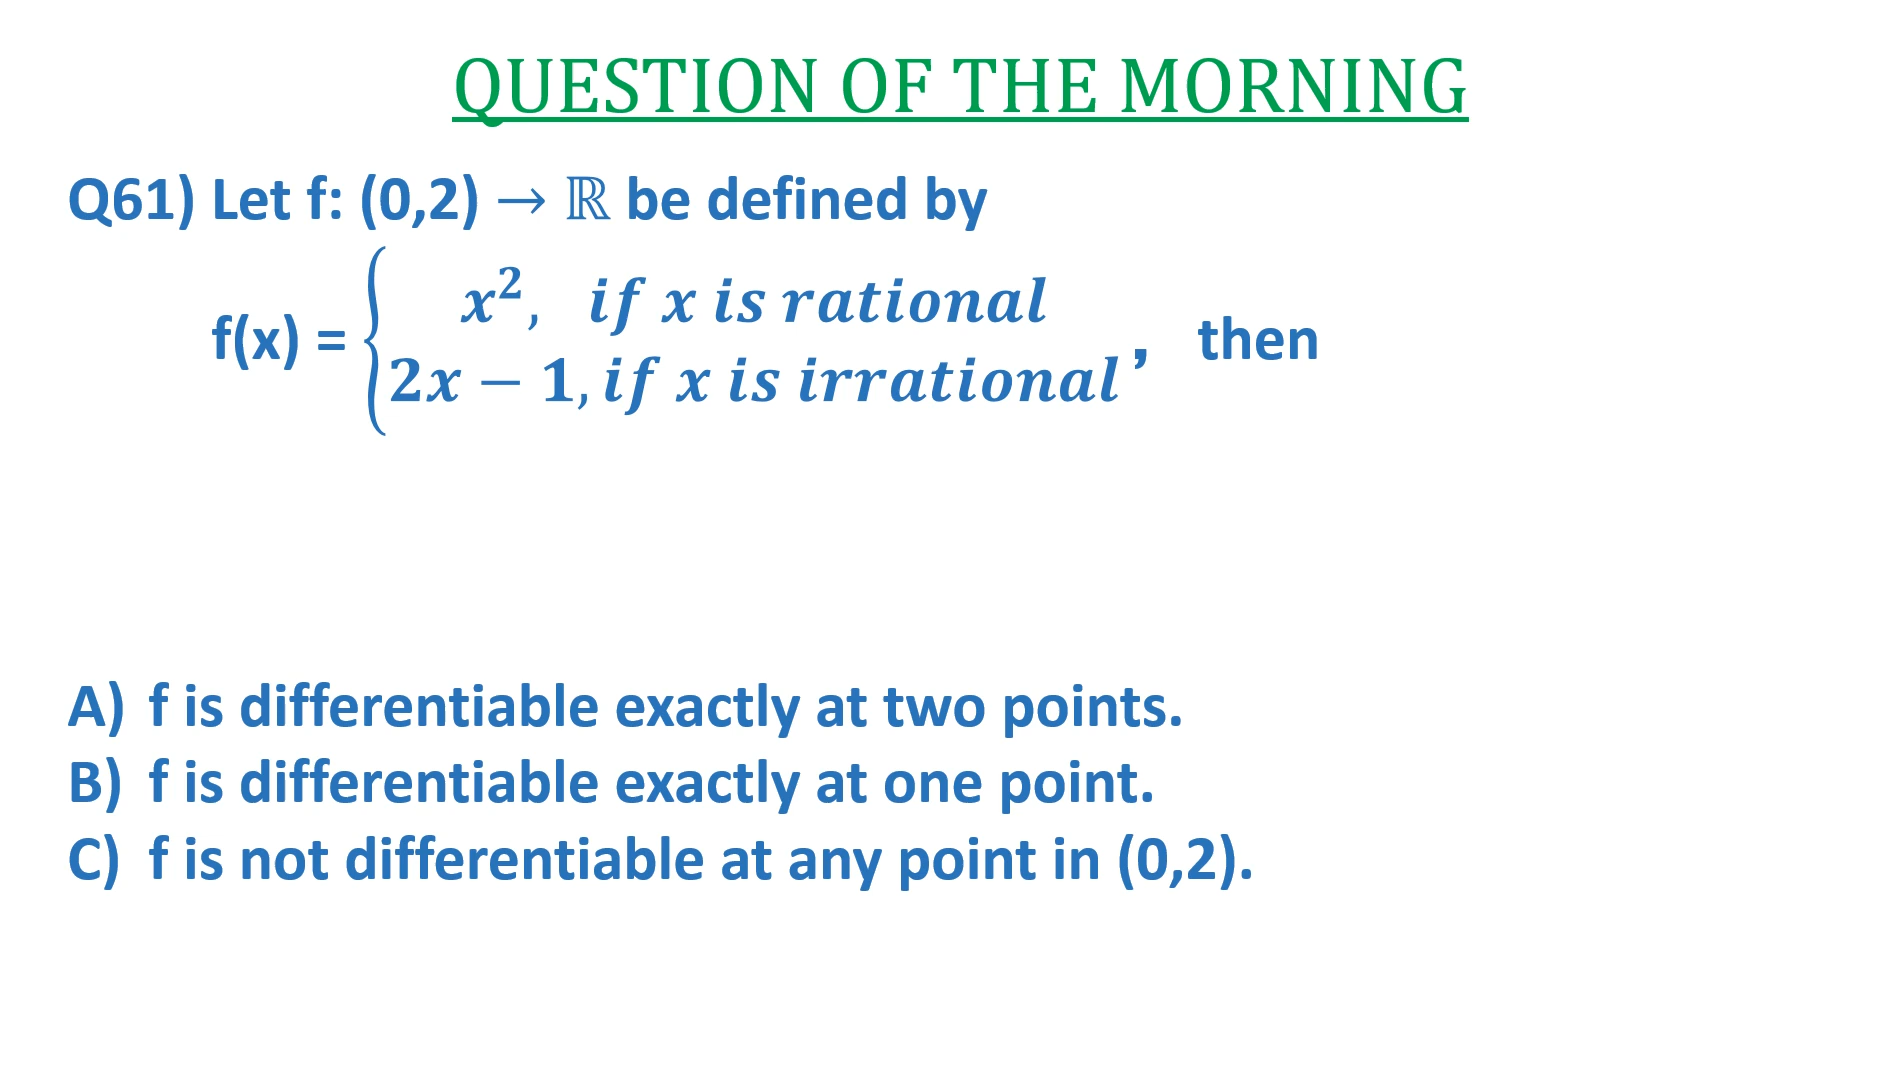 QUESTION OF THE MORNING
Q61) Let f: (0,2) → ℝ be defined by
x², if x is rational
f(x) = { , then
2x − 1, if x is irrational
A) f is differentiable exactly at two points.
B) f is differentiable exactly at one point.
C) f is not differentiable at any point in (0,2).